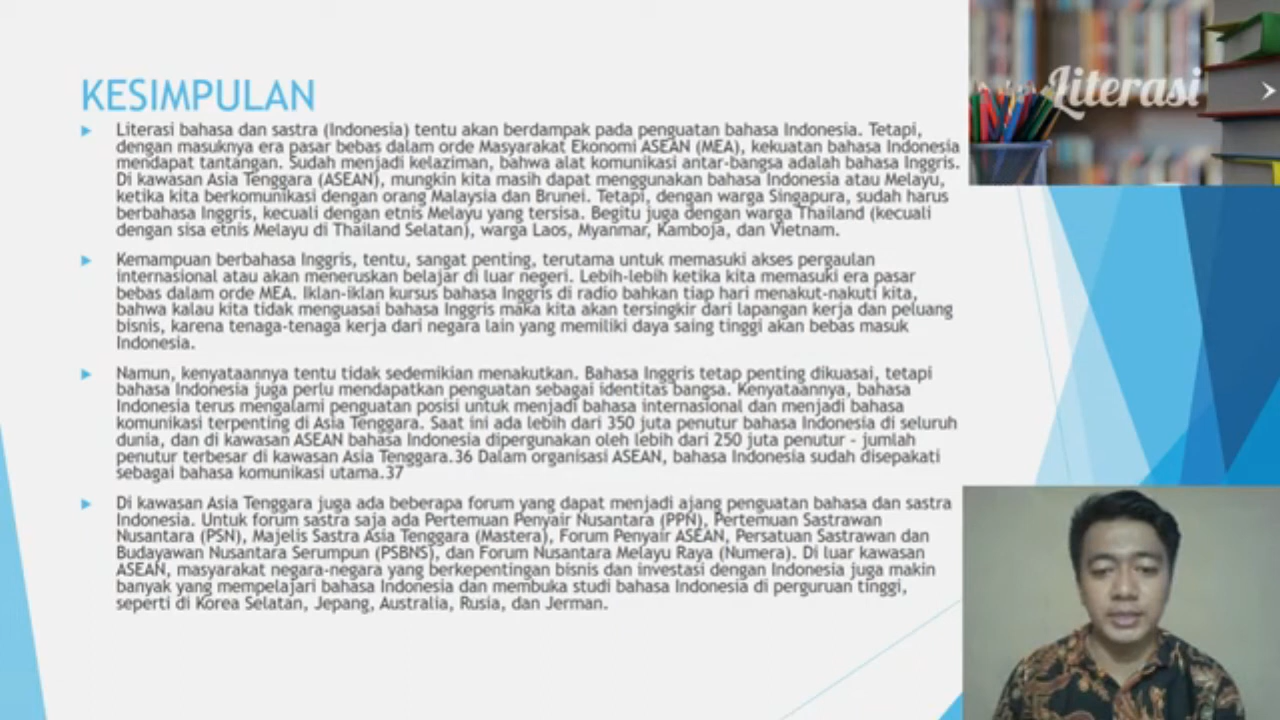 KESIMPULAN
Literasi bahasa dan sastra (Indonesia) tentu akan berdampak pada penguatan bahasa Indonesia. Tetapi,
dengan masuknya era pasar bebas dalam orde Masyarakat Ekonomi ASEAN (MEA), kekuatan bahasa Indonesia
mendapat tantangan. Sudah menjadi kelaziman, bahwa alat komunikasi antar-bangsa adalah bahasa Inggris.
Di kawasan Asia Tenggara (ASEAN), mungkin kita masih dapat menggunakan bahasa Indonesia atau Melayu,
ketika kita berkomunikasi dengan orang Malaysia dan Brunei. Tetapi, dengan warga Singapura, sudah harus
berbahasa Inggris, kecuali dengan etnis Melayu yang tersisa. Begitu juga dengan warga Thailand (kecuali
dengan sisa etnis Melayu di Thailand Selatan), warga Laos, Myanmar, Kamboja, dan Vietnam.
Kemampuan berbahasa Inggris, tentu, sangat penting, terutama untuk memasuki akses pergaulan
internasional atau akan meneruskan belajar di luar negeri. Lebih-lebih ketika kita memasuki era pasar
bebas dalam orde MEA. Iklan-iklan kursus bahasa Inggris di radio bahkan tiap hari menakut-nakuti kita,
bahwa kalau kita tidak menguasai bahasa Inggris maka kita akan tersingkir dari lapangan kerja dan peluang
bisnis, karena tenaga-tenaga kerja dari negara lain yang memiliki daya saing tinggi akan bebas masuk
Indonesia.
Namun, kenyataannya tentu tidak sedemikian menakutkan. Bahasa Inggris tetap penting dikuasai, tetapi
bahasa Indonesia juga perlu mendapatkan penguatan sebagai identitas bangsa. Kenyataannya, bahasa
Indonesia terus mengalami penguatan posisi untuk menjadi bahasa internasional dan menjadi bahasa
komunikasi terpenting di Asia Tenggara. Saat ini ada lebih dari 350 juta penutur bahasa Indonesia di seluruh
dunia, dan di kawasan ASEAN bahasa Indonesia dipergunakan oleh lebih dari 250 juta penutur – jumlah
penutur terbesar di kawasan Asia Tenggara.36 Dalam organisasi ASEAN, bahasa Indonesia sudah disepakati
sebagai bahasa komunikasi utama.37
Di kawasan Asia Tenggara juga ada beberapa forum yang dapat menjadi ajang penguatan bahasa dan sastra
Indonesia. Untuk forum sastra saja ada Pertemuan Penyair Nusantara (PPN), Pertemuan Sastrawan
Nusantara (PSN), Majelis Sastra Asia Tenggara (Mastera), Forum Penyair ASEAN, Persatuan Sastrawan dan
Budayawan Nusantara Serumpun (PSBNS), dan Forum Nusantara Melayu Raya (Numera). Di luar kawasan
ASEAN, masyarakat negara-negara yang berkepentingan bisnis dan investasi dengan Indonesia juga makin
banyak yang mempelajari bahasa Indonesia dan membuka studi bahasa Indonesia di perguruan tinggi,
seperti di Korea Selatan, Jepang, Australia, Rusia, dan Jerman.
Literasi